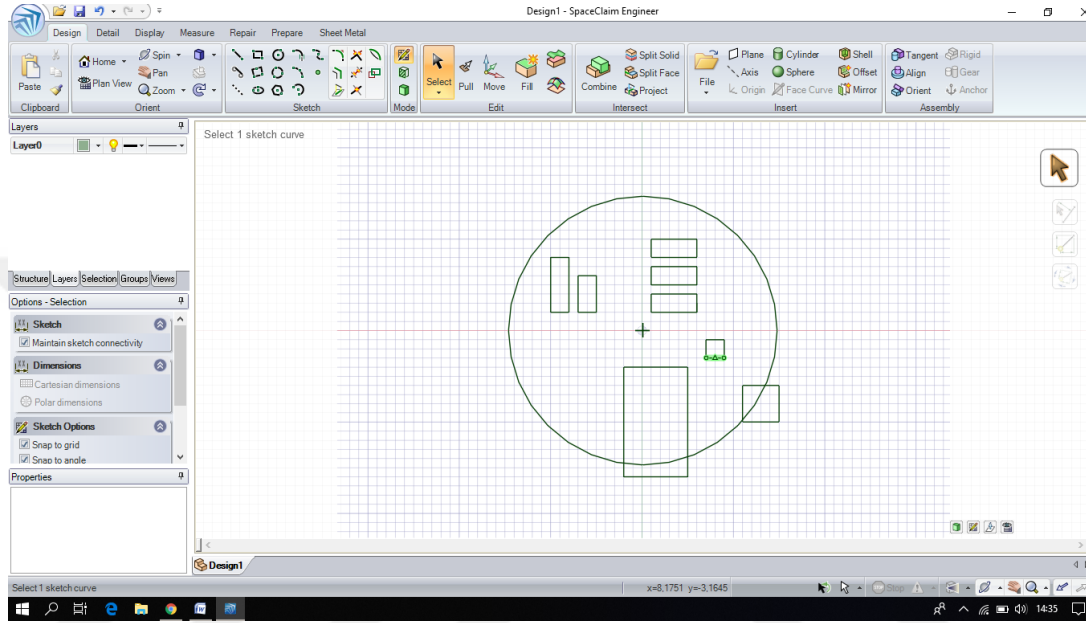 Design1 - SpaceClaim Engineer
Design Detail Display Measure Repair Prepare Sheet Metal
Paste
Clipboard
Home
Plan View
Spin
Pan
Zoom
Orient
Sketch
Mode
Select
Pull
Move
Fill
Edit
Combine
Split Solid
Split Face
Project
Intersect
File
Plane
Axis
Origin
Cylinder
Sphere
Face Curve
Shell
Offset
Mirror
Insert
Tangent
Align
Orient
Rigid
Gear
Anchor
Assembly
Layers
Layer0
Select 1 sketch curve
Structure Layers Selection Groups Views
Options - Selection
Sketch
Maintain sketch connectivity
Dimensions
Cartesian dimensions
Polar dimensions
Sketch Options
Snap to grid
Snap to angle
Properties
Design1
Select 1 sketch curve
x=8,1751 y=-3,1645
Stop
14:35